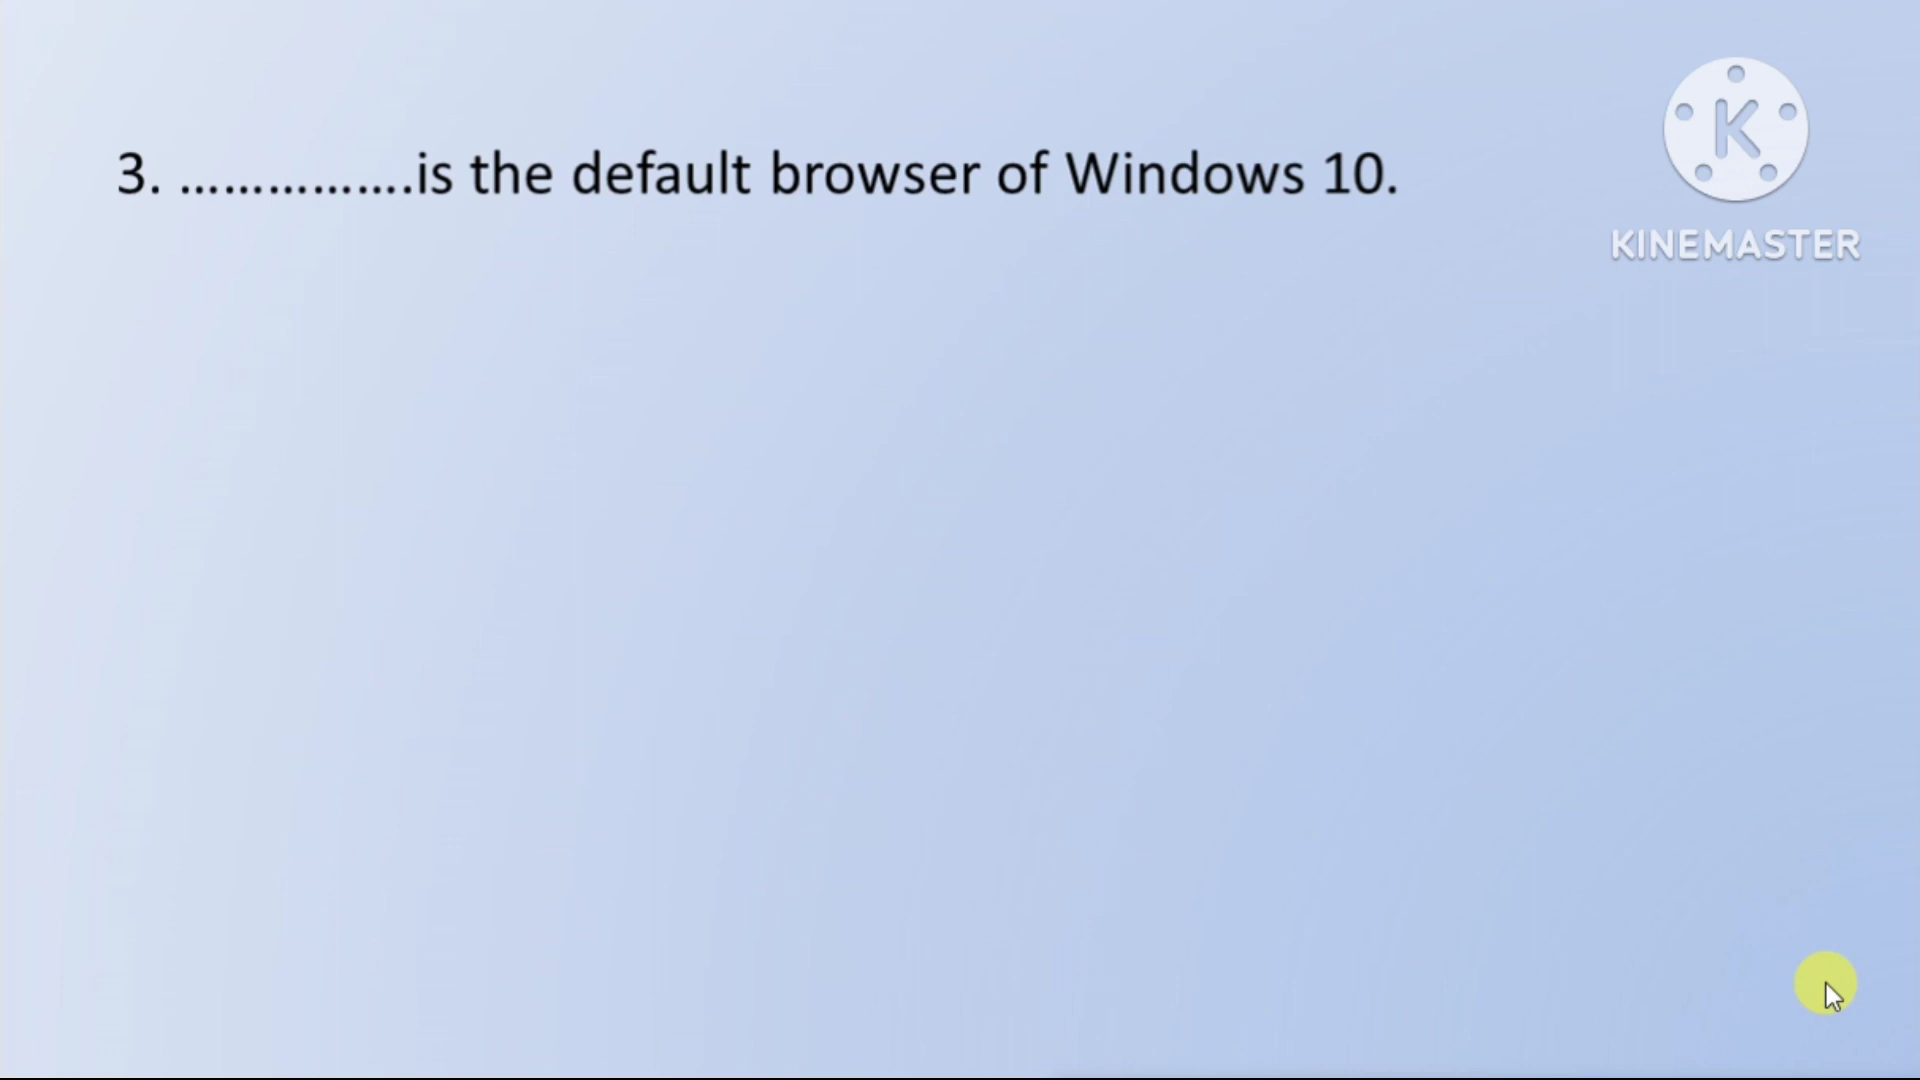 3. …………….is the default browser of Windows 10.
K
KINEMASTER